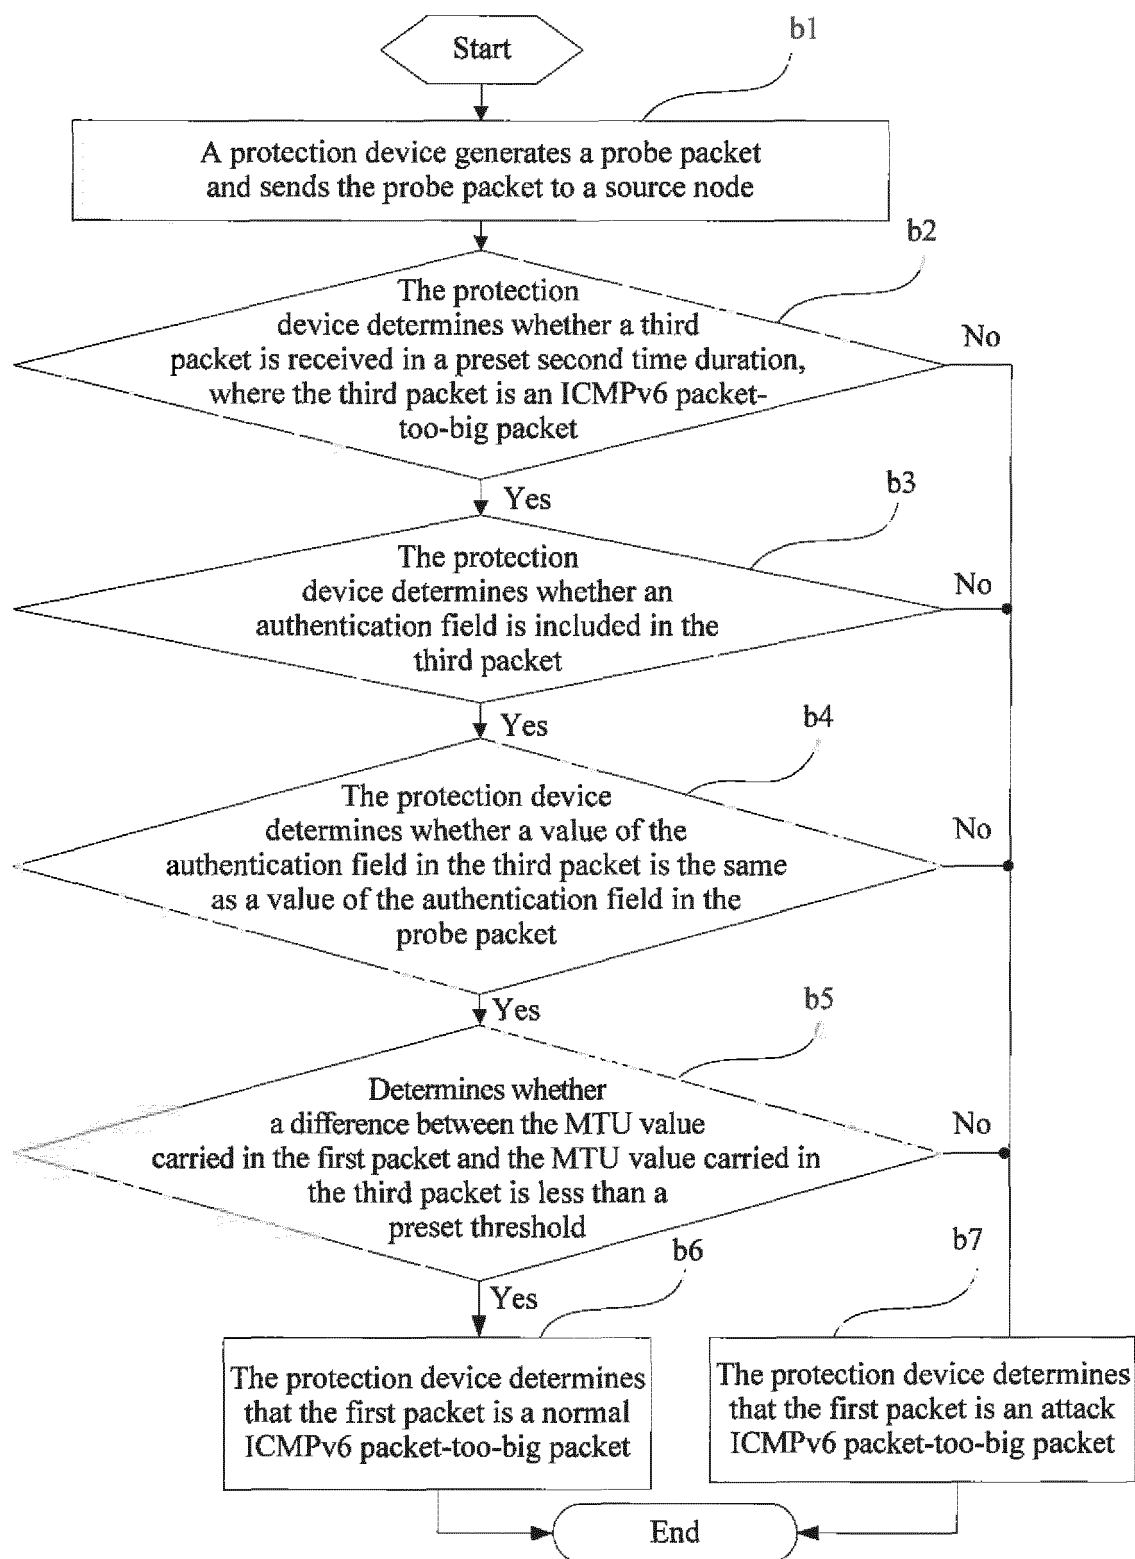 Start
b1
A protection device generates a probe packet
and sends the probe packet to a source node
b2
The protection
device determines whether a third
packet is received in a preset second time duration,
where the third packet is an ICMPv6 packet-
too-big packet
No
Yes
b3
The protection
device determines whether an
authentication field is included in the
third packet
No
Yes
b4
The protection device
determines whether a value of the
authentication field in the third packet is the same
as a value of the authentication field in the
probe packet
No
Yes
b5
Determines whether
a difference between the MTU value
carried in the first packet and the MTU value carried in
the third packet is less than a
preset threshold
No
Yes
b6
The protection device determines
that the first packet is a normal
ICMPv6 packet-too-big packet
b7
The protection device determines
that the first packet is an attack
ICMPv6 packet-too-big packet
End